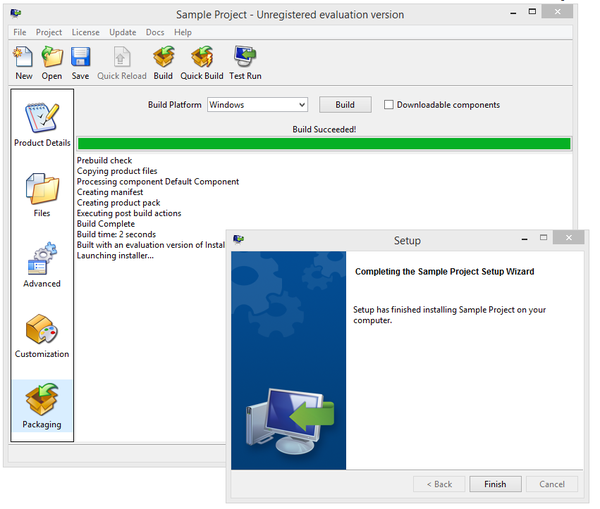 Sample Project - Unregistered evaluation version
File Project License Update Docs Help
New Open Save Quick Reload Build Quick Build Test Run
Build Platform Windows Build Downloadable components
Build Succeeded!
Product Details
Files
Advanced
Customization
Packaging
Prebuild check
Copying product files
Processing component Default Component
Creating manifest
Creating product pack
Executing post build actions
Build Complete
Build time: 2 seconds
Built with an evaluation version of Instal
Launching installer...
Setup
Completing the Sample Project Setup Wizard
Setup has finished installing Sample Project on your
computer.
< Back Finish Cancel